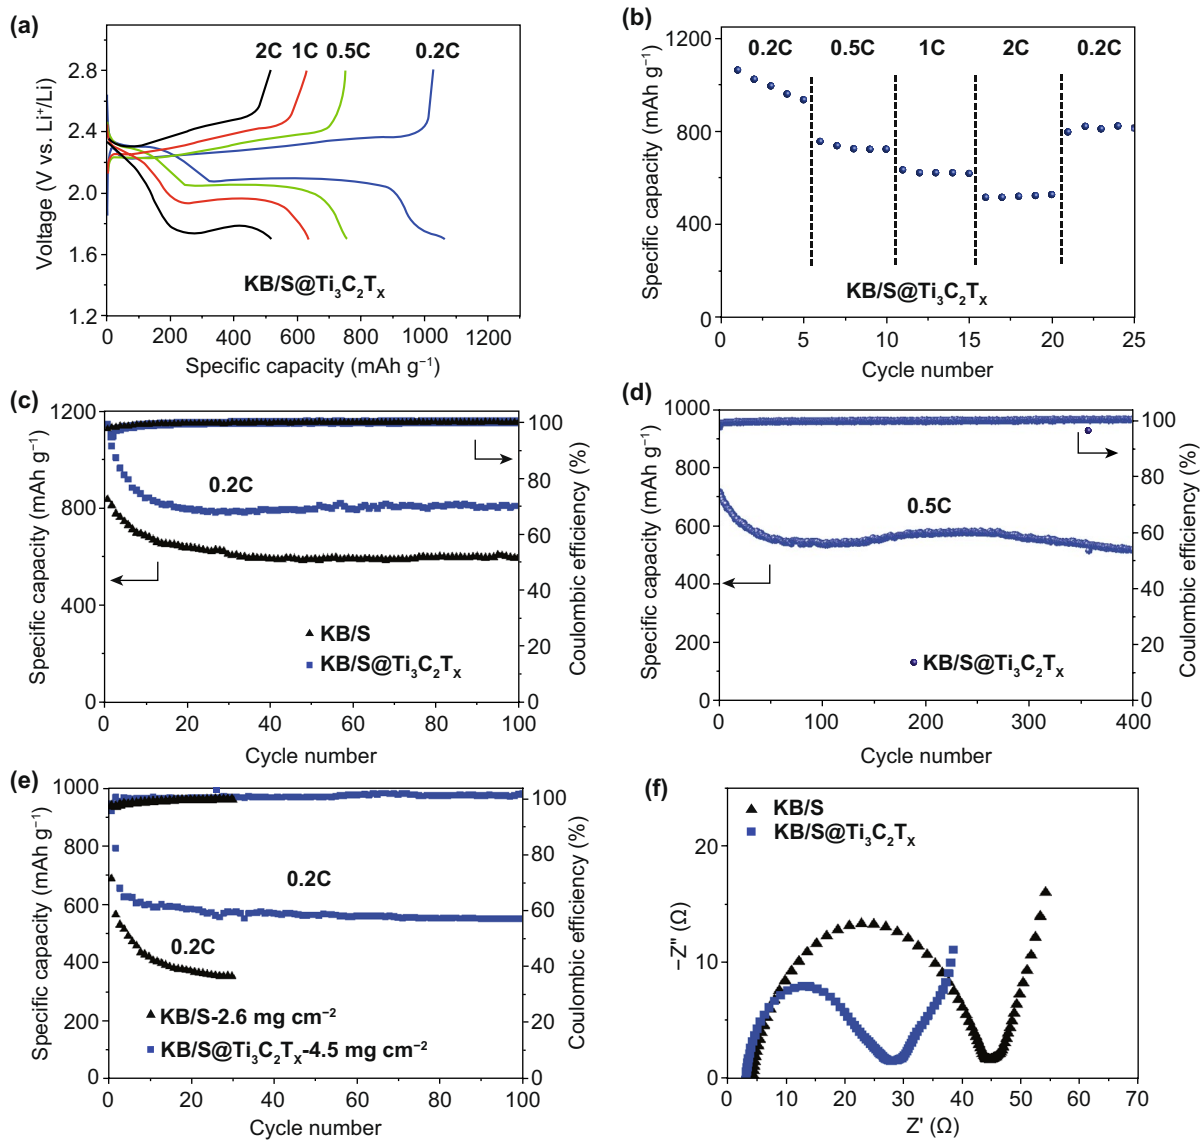 (a)
2C 1C 0.5C 0.2C
2.8
2.4
2.0
1.6
1.2
Voltage (V vs. Li⁺/Li)
KB/S@Ti₃C₂Tₓ
0 200 400 600 800 1000 1200
Specific capacity (mAh g⁻¹)
(b)
1200
800
400
0
Specific capacity (mAh g⁻¹)
0.2C 0.5C 1C 2C 0.2C
KB/S@Ti₃C₂Tₓ
0 5 10 15 20 25
Cycle number
(c)
1200
800
400
0
Specific capacity (mAh g⁻¹)
0.2C
KB/S
KB/S@Ti₃C₂Tₓ
100
80
60
40
20
0
Coulombic efficiency (%)
0 20 40 60 80 100
Cycle number
(d)
1000
800
600
400
200
0
Specific capacity (mAh g⁻¹)
0.5C
KB/S@Ti₃C₂Tₓ
100
80
60
40
20
0
Coulombic efficiency (%)
0 100 200 300 400
Cycle number
(e)
1000
800
600
400
200
0
Specific capacity (mAh g⁻¹)
0.2C
0.2C
KB/S-2.6 mg cm⁻²
KB/S@Ti₃C₂Tₓ-4.5 mg cm⁻²
100
80
60
40
20
0
Coulombic efficiency (%)
0 20 40 60 80 100
Cycle number
(f)
KB/S
KB/S@Ti₃C₂Tₓ
20
10
0
−Z" (Ω)
0 10 20 30 40 50 60 70
Z' (Ω)